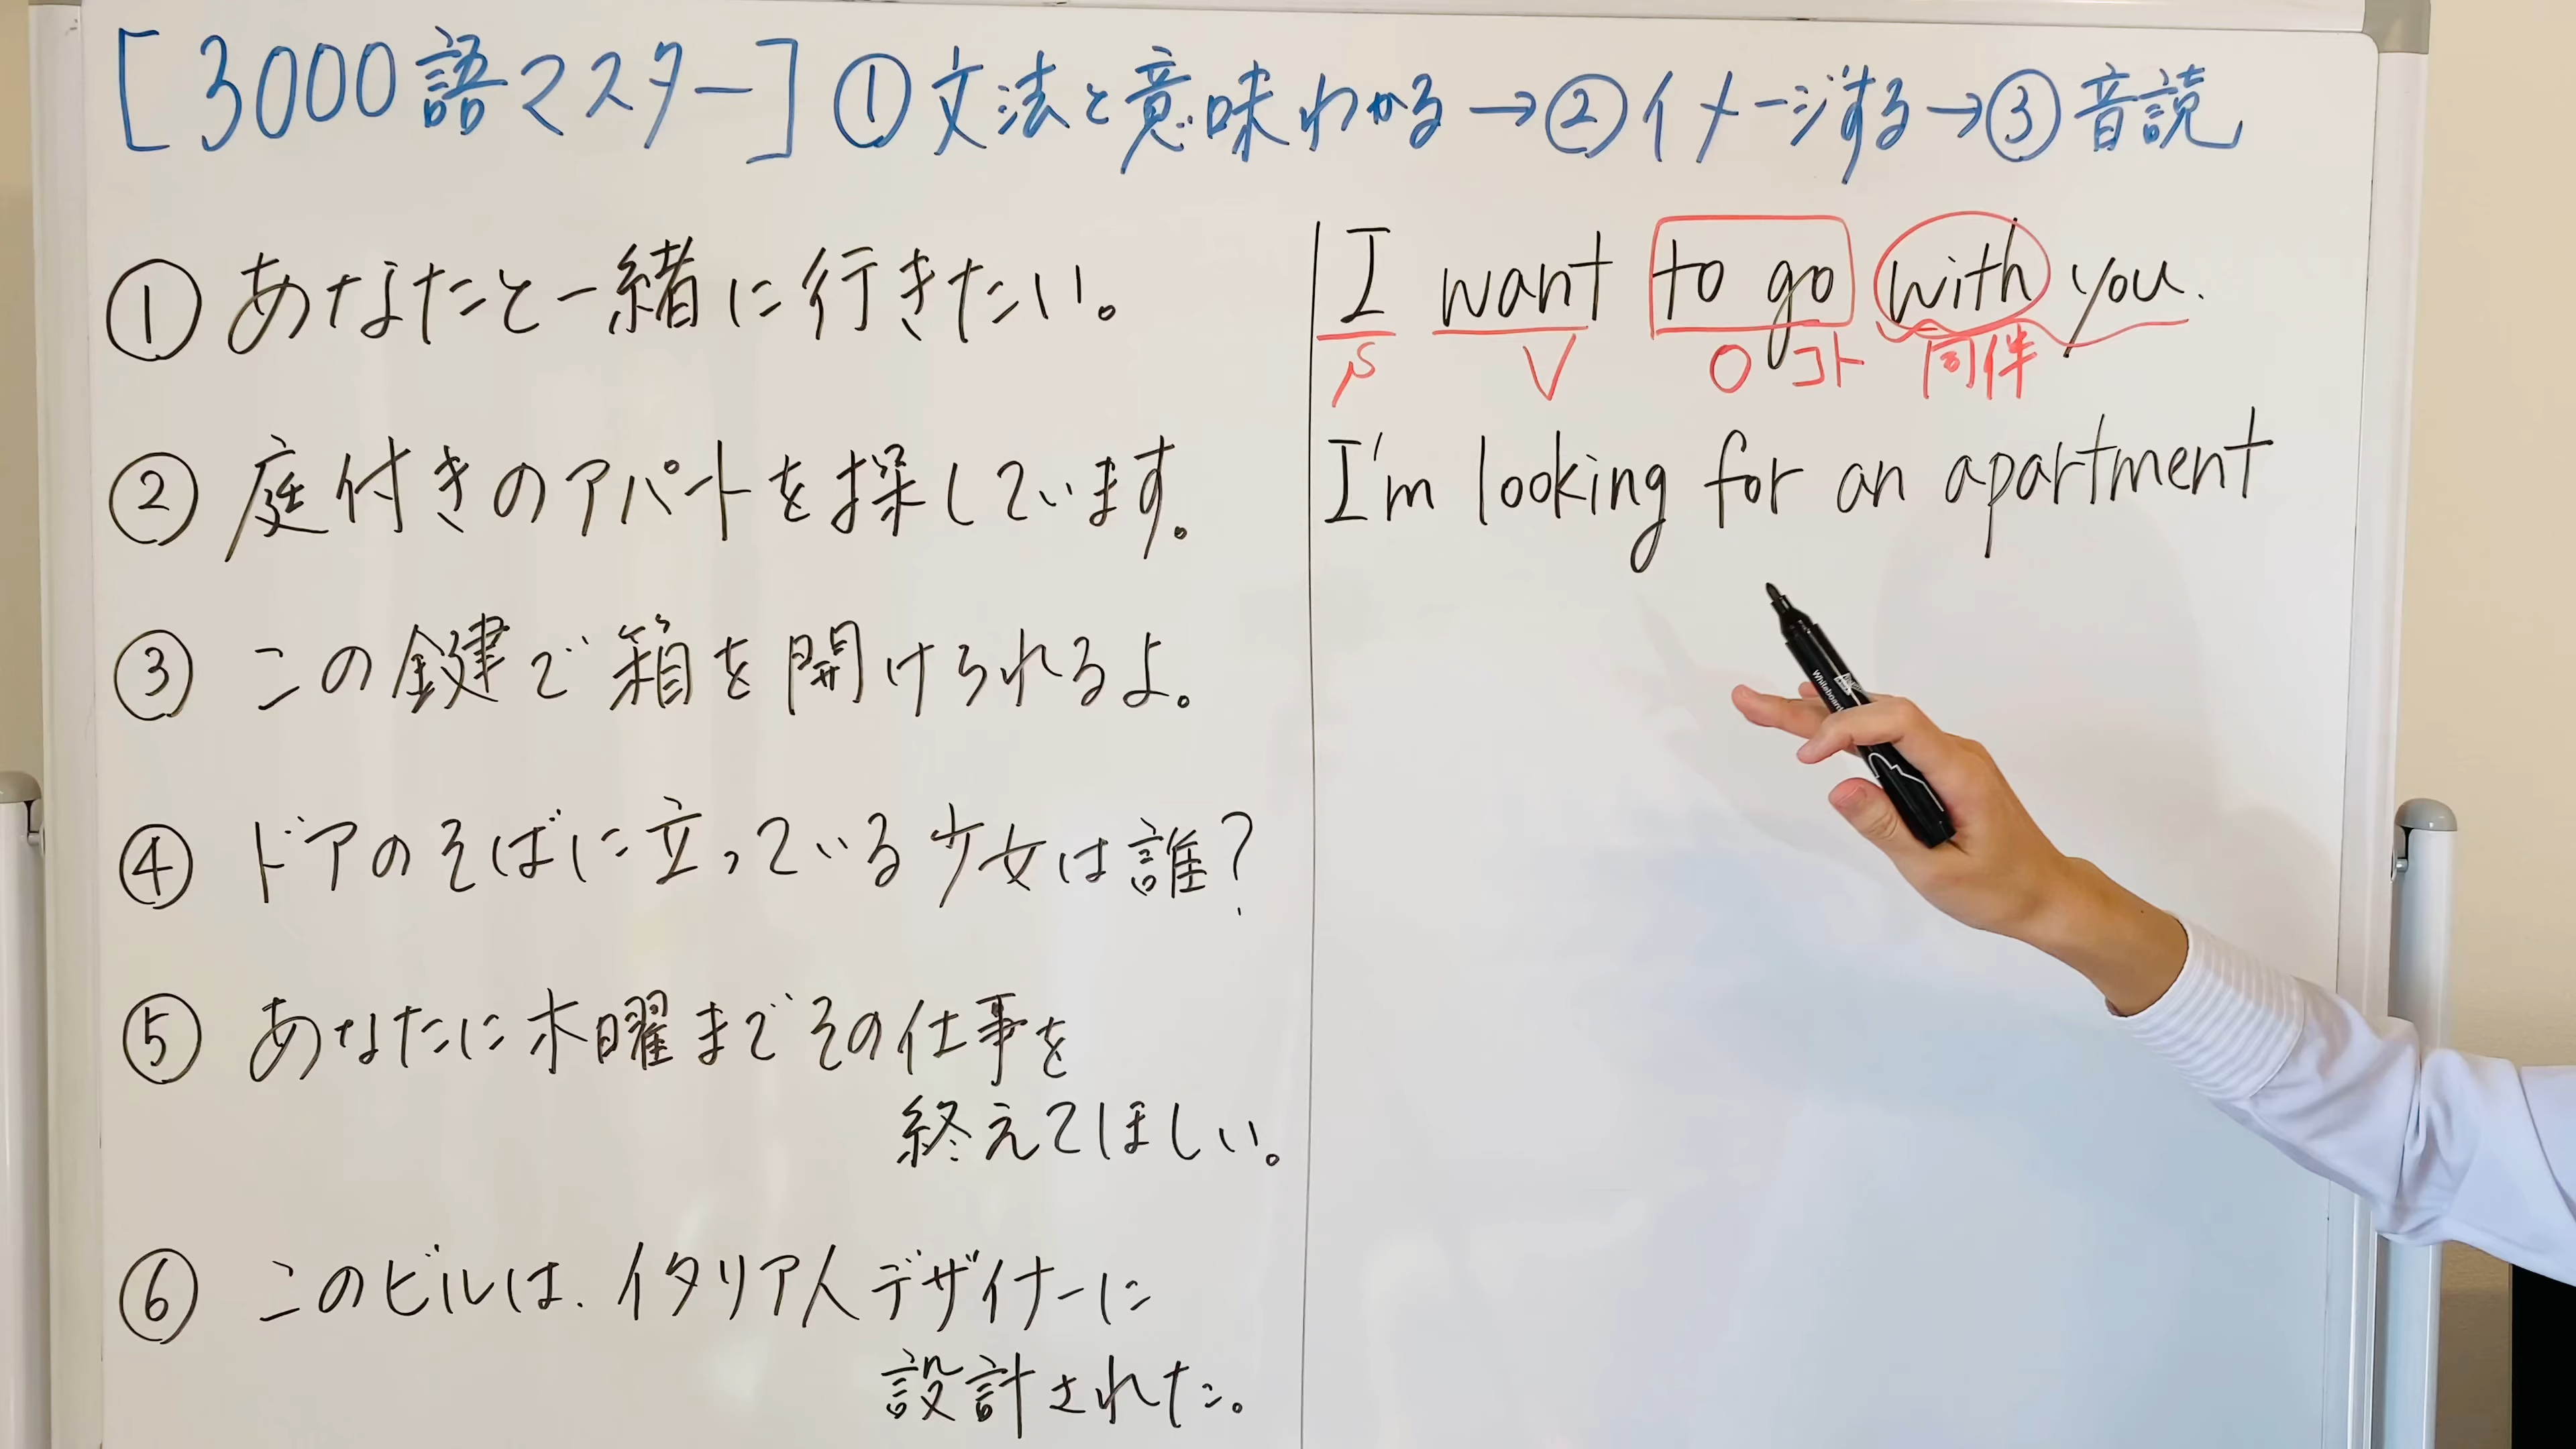 [3000語マスター] ①文法と意味わかる→②イメージする→③音読
①あなたと一緒に行きたい。
I want to go with you.
S V O コト 同伴
②庭付きのアパートを探しています。
I'm looking for an apartment
③この鍵で箱を開けられるよ。
④ドアのそばに立っている少女は誰?
⑤あなたに木曜までその仕事を
終えてほしい。
⑥このビルは、イタリア人デザイナーに
設計された。